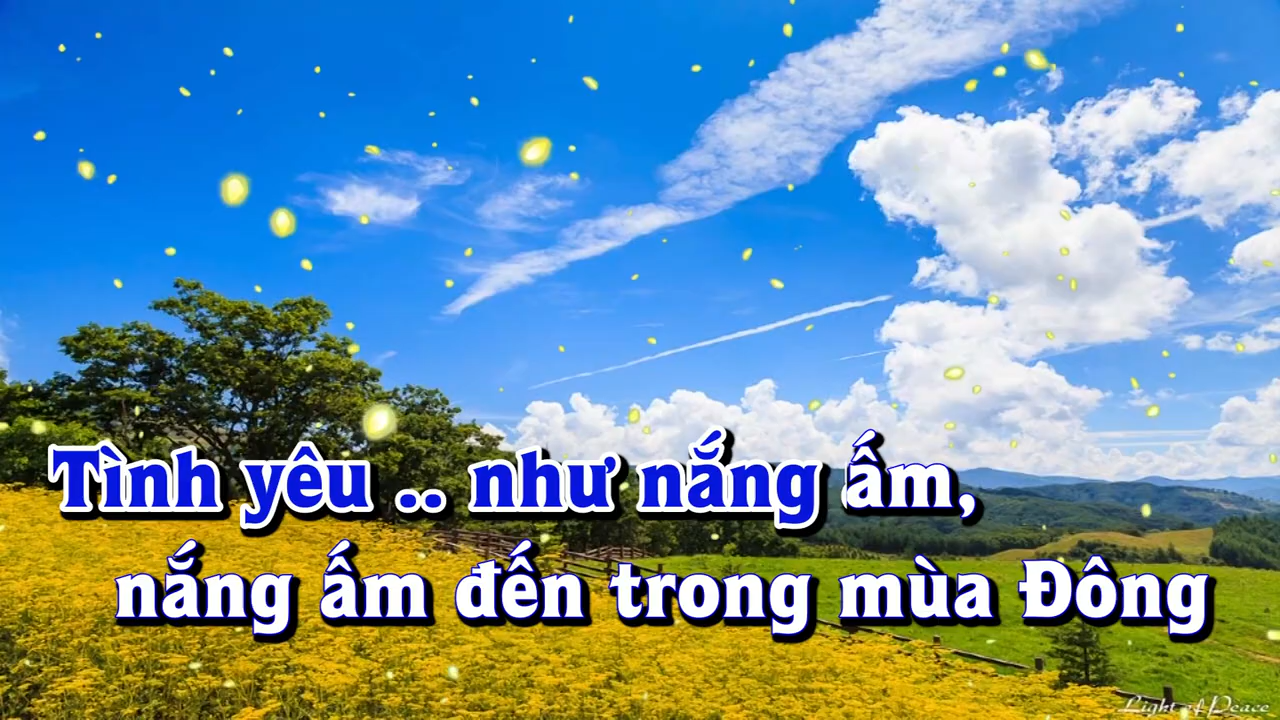 Tình yêu .. như nắng ấm,
nắng ấm đến trong mùa Đông
Light of Peace